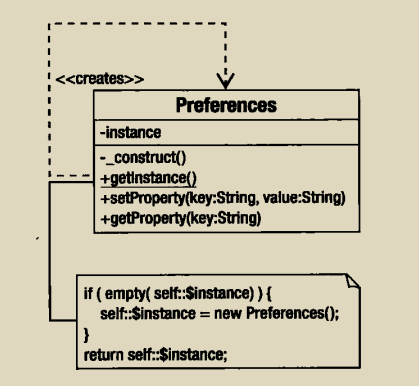 <<creates>>
Preferences
-instance
-_construct()
+getInstance()
+setProperty(key:String, value:String)
+getProperty(key:String)
if ( empty( self::$instance) ) {
self::$instance = new Preferences();
}
return self::$instance;